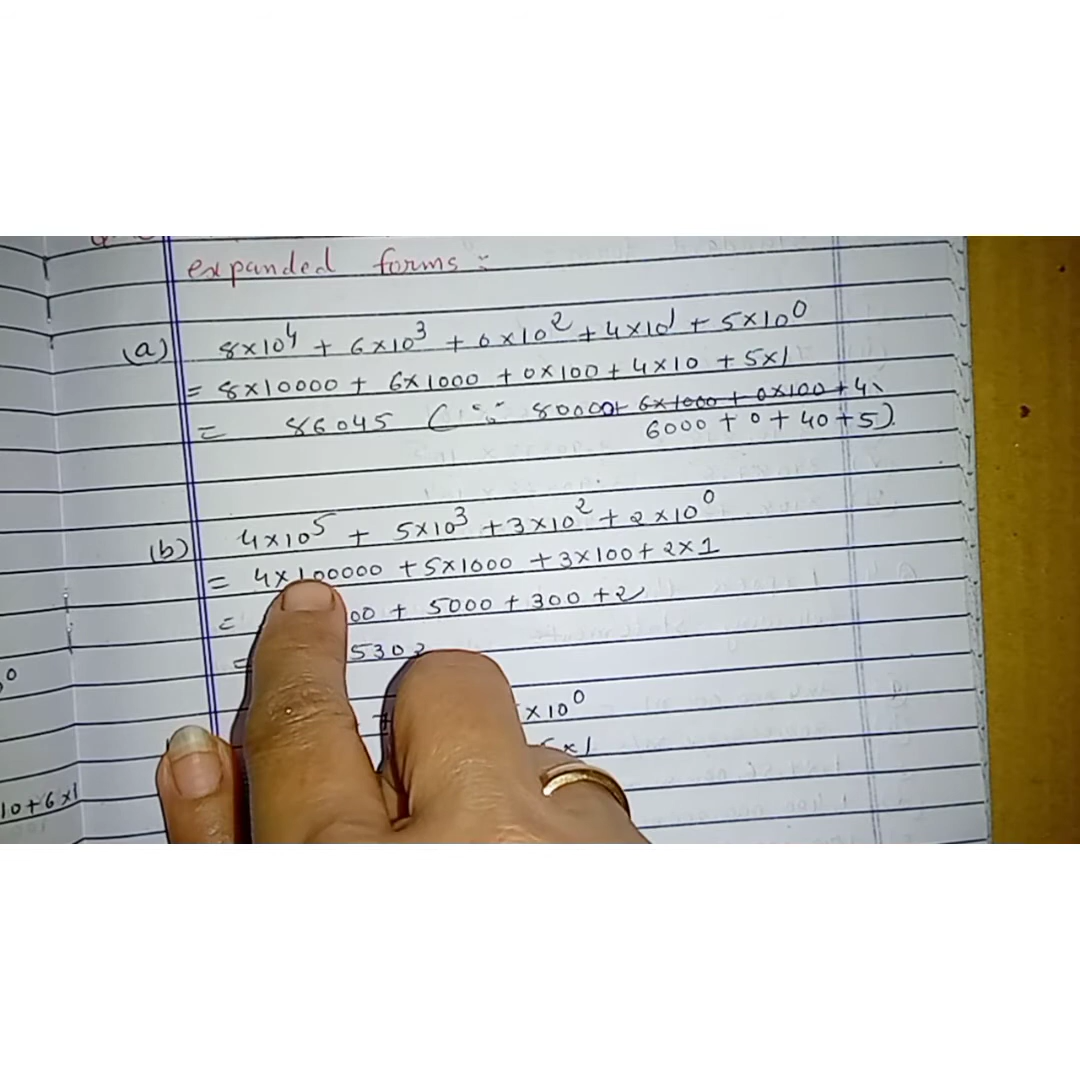 expanded forms :
(a) 8×10⁴ + 6×10³ + 0×10² + 4×10¹ + 5×10⁰
= 8×10000 + 6×1000 + 0×100 + 4×10 + 5×1
= 86045 (∵ 80000+ 6×1000 + 0×100 + 4
6000 + 0 + 40 + 5).
(b) 4×10⁵ + 5×10³ + 3×10² + 2×10⁰
= 4×100000 + 5×1000 + 3×100 + 2×1
= 00 + 5000 + 300 + 2
= 5302
×10⁰
×1
10+6×1